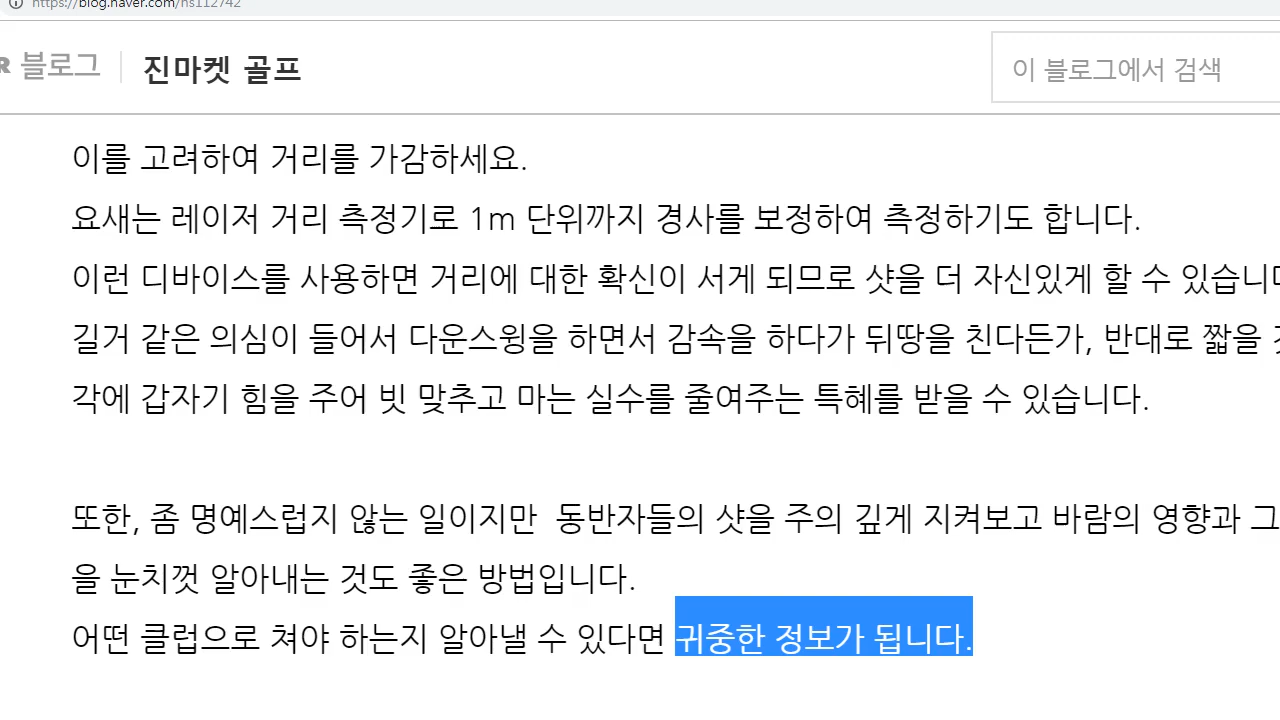 https://blog.naver.com/ns112742
R 블로그
진마켓 골프
이 블로그에서 검색
이를 고려하여 거리를 가감하세요.
요새는 레이저 거리 측정기로 1m 단위까지 경사를 보정하여 측정하기도 합니다.
이런 디바이스를 사용하면 거리에 대한 확신이 서게 되므로 샷을 더 자신있게 할 수 있습니
길거 같은 의심이 들어서 다운스윙을 하면서 감속을 하다가 뒤땅을 친다든가, 반대로 짧을
각에 갑자기 힘을 주어 빗 맞추고 마는 실수를 줄여주는 특혜를 받을 수 있습니다.
또한, 좀 명예스럽지 않는 일이지만 동반자들의 샷을 주의 깊게 지켜보고 바람의 영향과 그
을 눈치껏 알아내는 것도 좋은 방법입니다.
어떤 클럽으로 쳐야 하는지 알아낼 수 있다면 귀중한 정보가 됩니다.